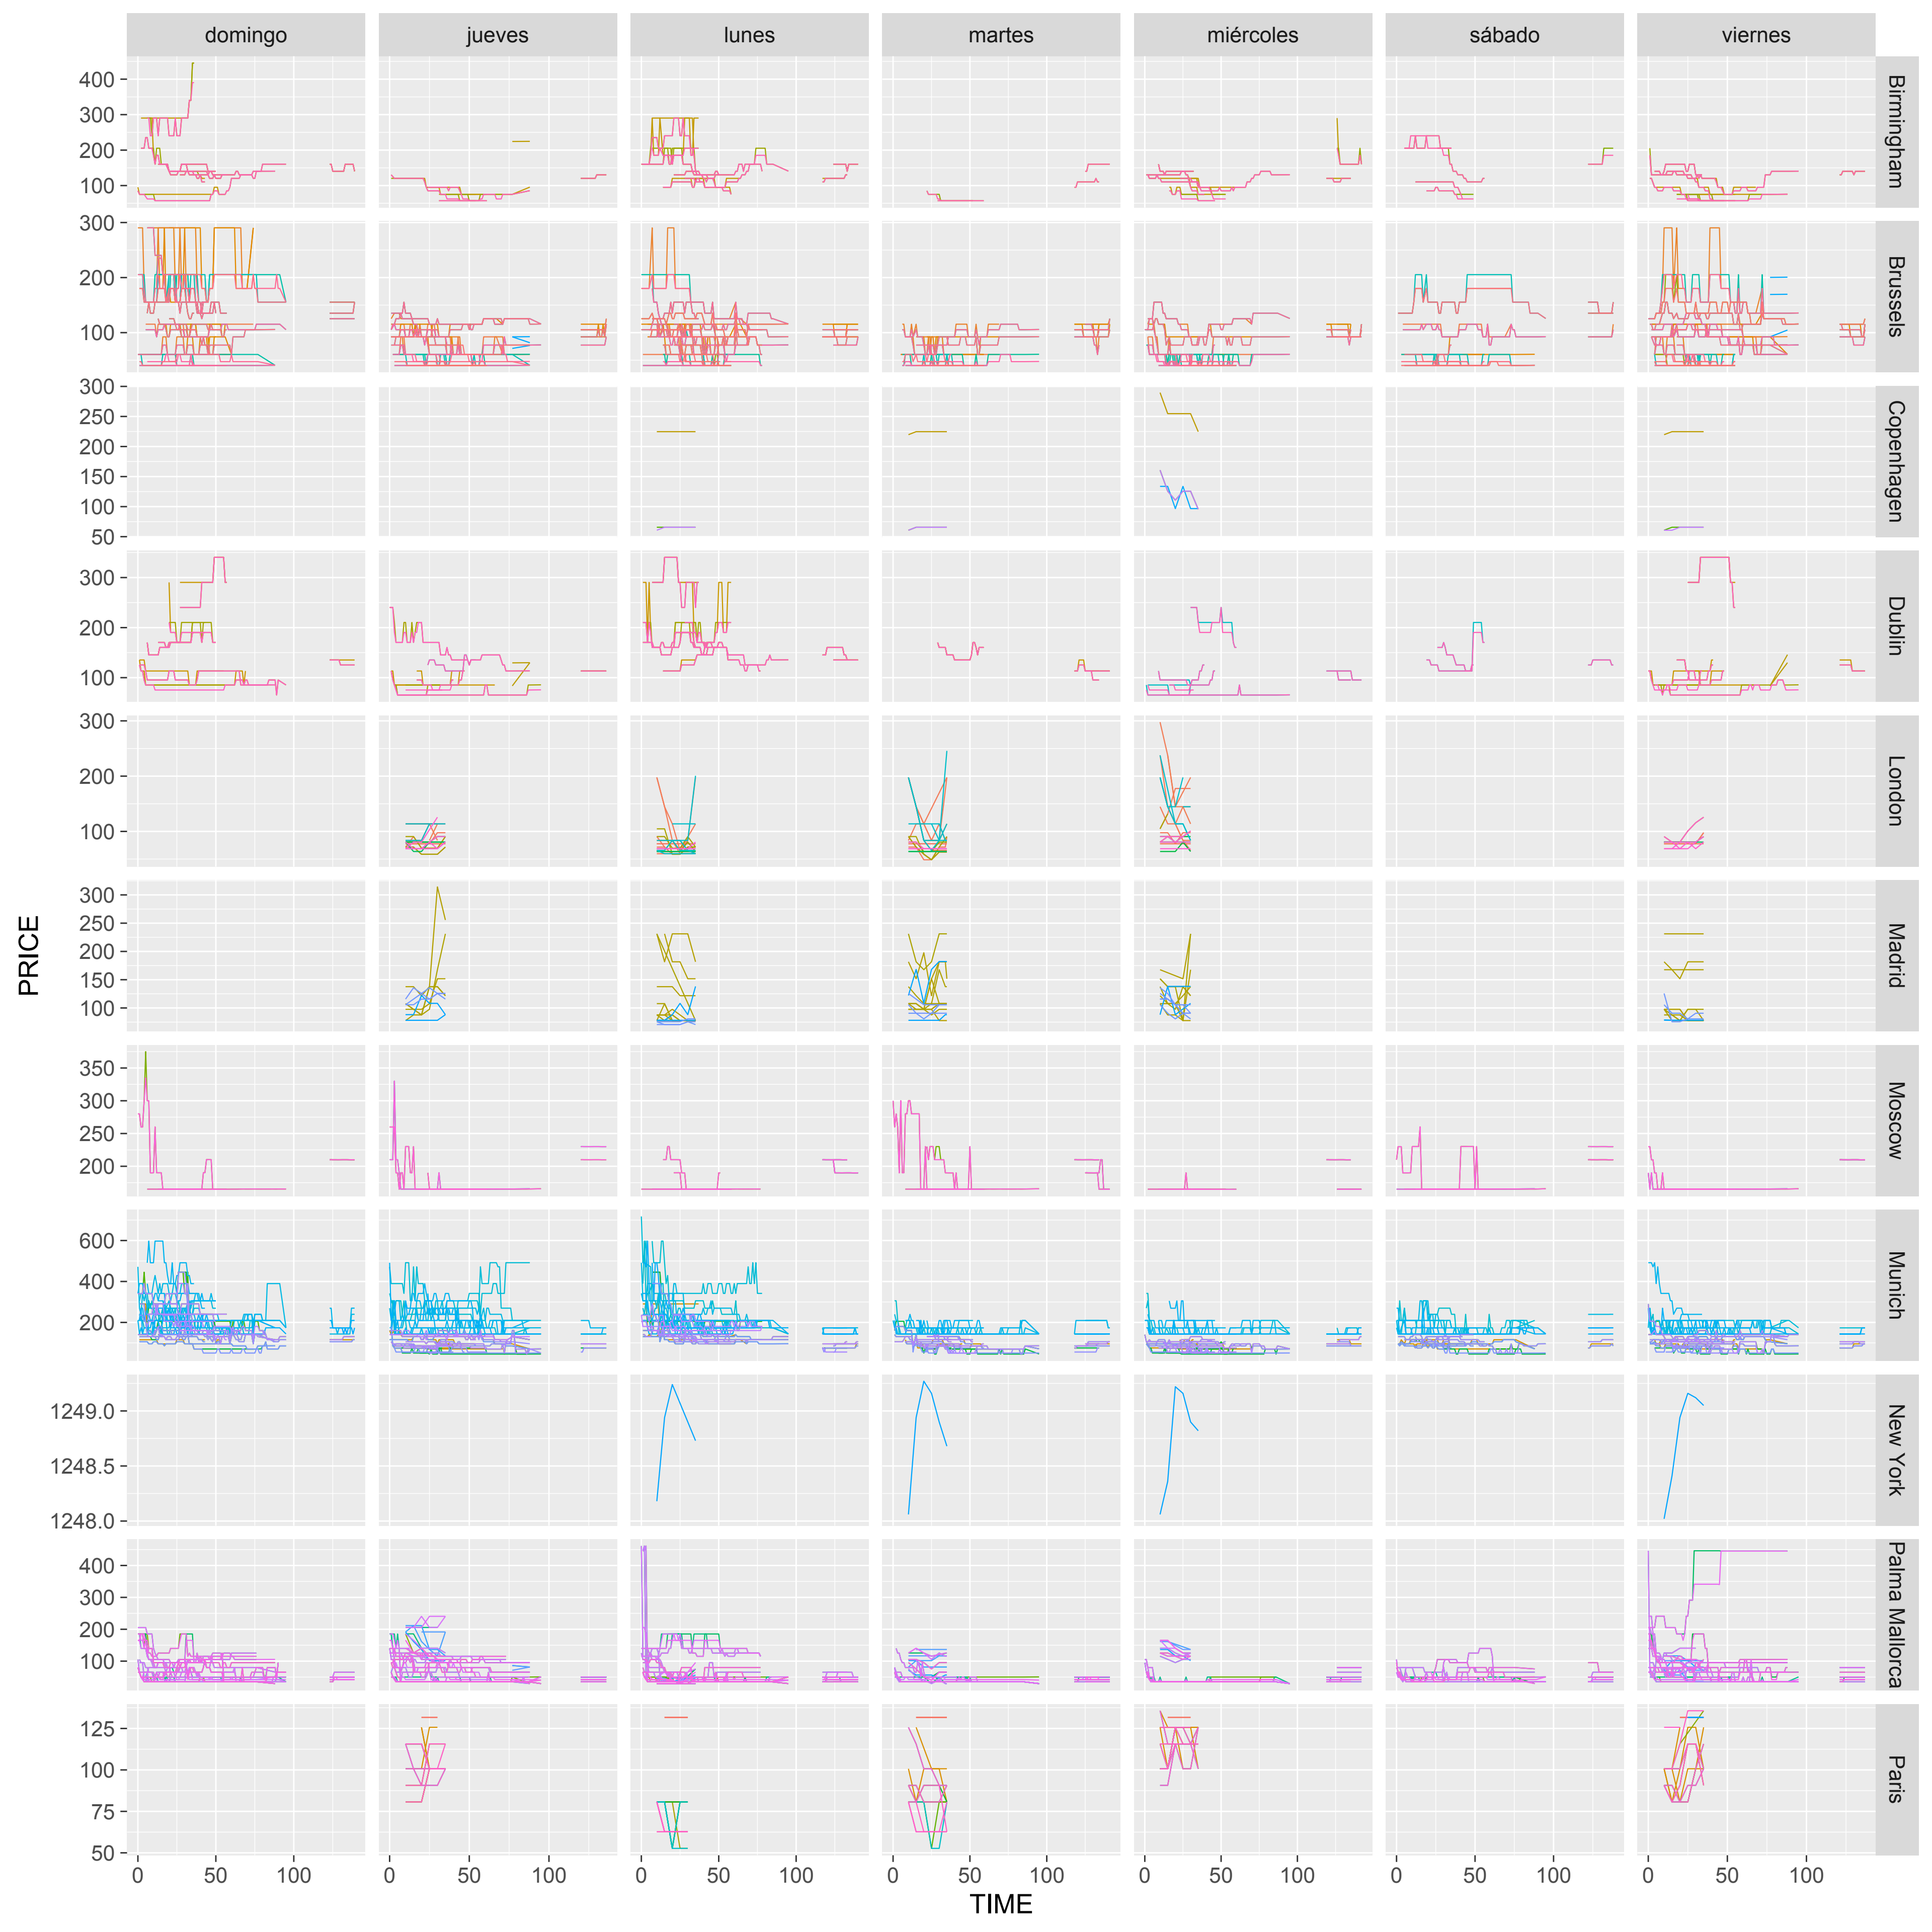 domingo jueves lunes martes miércoles sábado viernes
400
300
200
100
Birmingham
300
200
100
Brussels
300
250
200
150
100
50
Copenhagen
300
200
100
Dublin
300
200
100
London
300
250
200
150
100
Madrid
350
300
250
200
Moscow
600
400
200
Munich
1249.0
1248.5
1248.0
New York
400
300
200
100
Palma Mallorca
125
100
75
50
Paris
0 50 100 0 50 100 0 50 100 0 50 100 0 50 100 0 50 100 0 50 100
TIME
PRICE